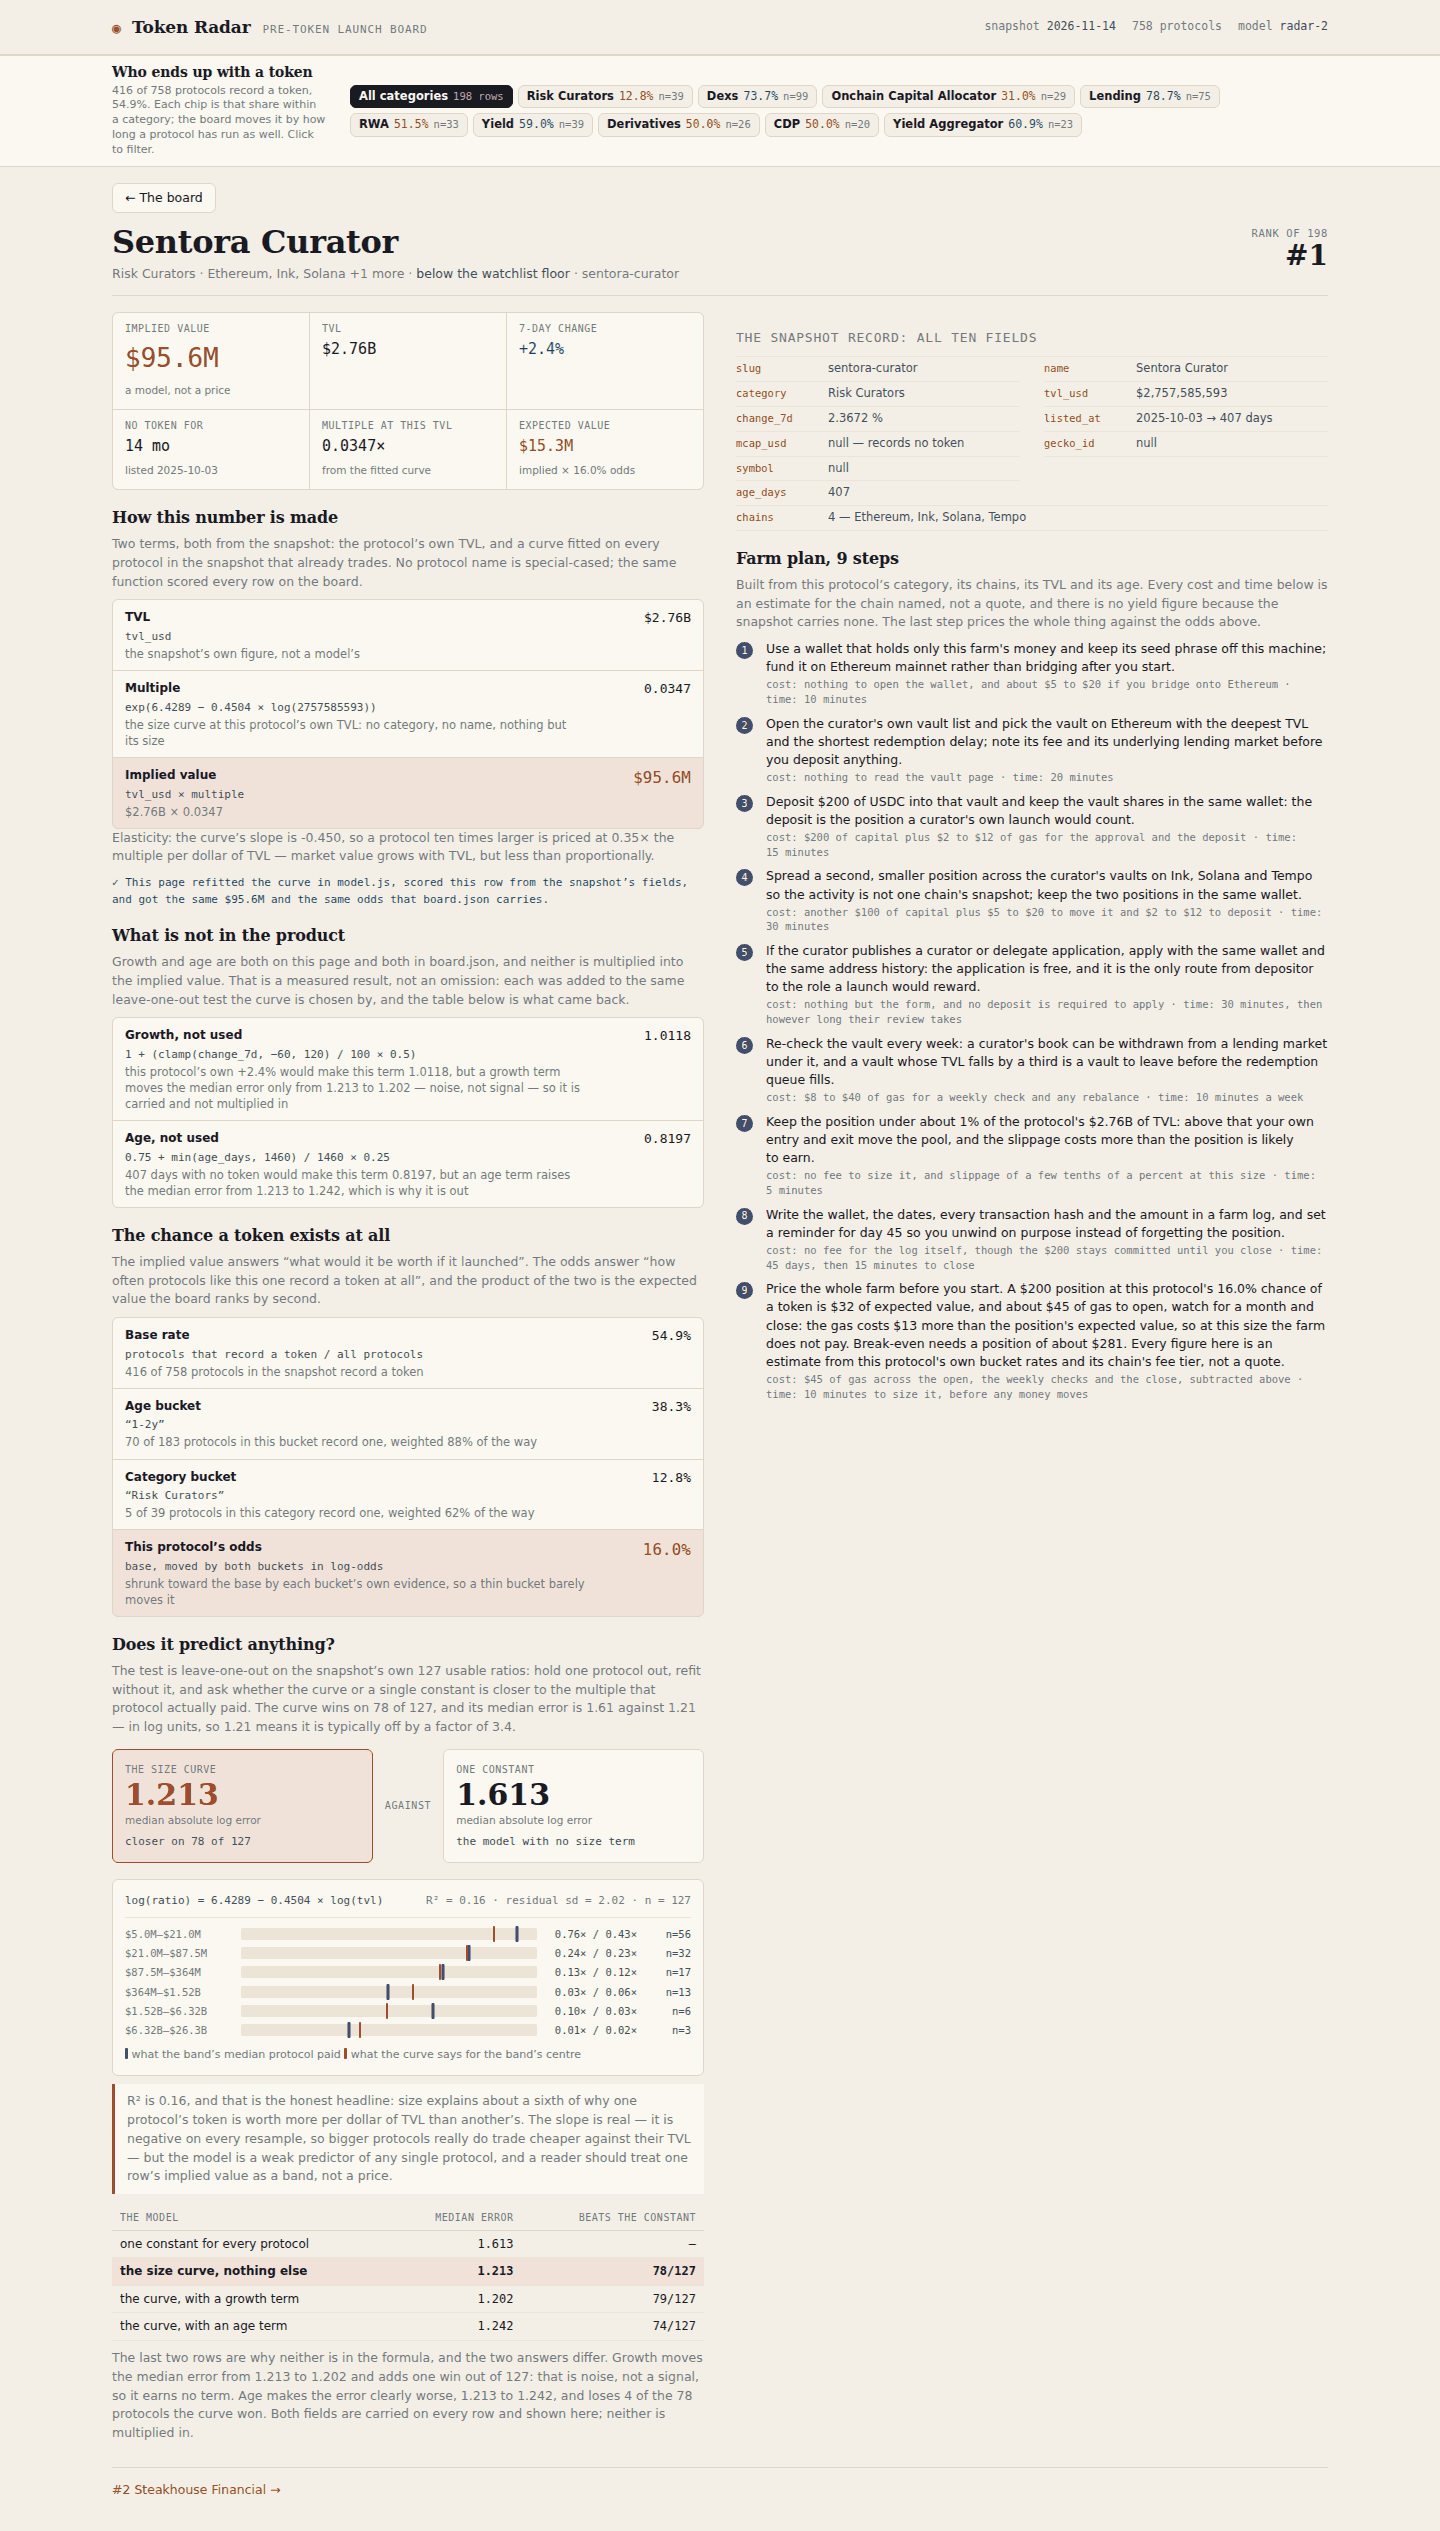 ◉ Token Radar PRE-TOKEN LAUNCH BOARD
snapshot 2026-11-14 758 protocols model radar-2
Who ends up with a token
416 of 758 protocols record a token,
54.9%. Each chip is that share within
a category; the board moves it by how
long a protocol has run as well. Click
to filter.
All categories 198 rows Risk Curators 12.8% n=39 Dexs 73.7% n=99 Onchain Capital Allocator 31.0% n=29 Lending 78.7% n=75
RWA 51.5% n=33 Yield 59.0% n=39 Derivatives 50.0% n=26 CDP 50.0% n=20 Yield Aggregator 60.9% n=23
← The board
Sentora Curator
Risk Curators · Ethereum, Ink, Solana +1 more · below the watchlist floor · sentora-curator
RANK OF 198
#1
IMPLIED VALUE
$95.6M
a model, not a price
TVL
$2.76B
7-DAY CHANGE
+2.4%
NO TOKEN FOR
14 mo
listed 2025-10-03
MULTIPLE AT THIS TVL
0.0347×
from the fitted curve
EXPECTED VALUE
$15.3M
implied × 16.0% odds
How this number is made
Two terms, both from the snapshot: the protocol’s own TVL, and a curve fitted on every
protocol in the snapshot that already trades. No protocol name is special-cased; the same
function scored every row on the board.
TVL $2.76B
tvl_usd
the snapshot’s own figure, not a model’s
Multiple 0.0347
exp(6.4289 − 0.4504 × log(2757585593))
the size curve at this protocol’s own TVL: no category, no name, nothing but
its size
Implied value $95.6M
tvl_usd × multiple
$2.76B × 0.0347
Elasticity: the curve’s slope is -0.450, so a protocol ten times larger is priced at 0.35× the
multiple per dollar of TVL — market value grows with TVL, but less than proportionally.
✓ This page refitted the curve in model.js, scored this row from the snapshot’s fields,
and got the same $95.6M and the same odds that board.json carries.
What is not in the product
Growth and age are both on this page and both in board.json, and neither is multiplied into
the implied value. That is a measured result, not an omission: each was added to the same
leave-one-out test the curve is chosen by, and the table below is what came back.
Growth, not used 1.0118
1 + (clamp(change_7d, −60, 120) / 100 × 0.5)
this protocol’s own +2.4% would make this term 1.0118, but a growth term
moves the median error only from 1.213 to 1.202 — noise, not signal — so it is
carried and not multiplied in
Age, not used 0.8197
0.75 + min(age_days, 1460) / 1460 × 0.25
407 days with no token would make this term 0.8197, but an age term raises
the median error from 1.213 to 1.242, which is why it is out
The chance a token exists at all
The implied value answers “what would it be worth if it launched”. The odds answer “how
often protocols like this one record a token at all”, and the product of the two is the expected
value the board ranks by second.
Base rate 54.9%
protocols that record a token / all protocols
416 of 758 protocols in the snapshot record a token
Age bucket 38.3%
“1-2y”
70 of 183 protocols in this bucket record one, weighted 88% of the way
Category bucket 12.8%
“Risk Curators”
5 of 39 protocols in this category record one, weighted 62% of the way
This protocol’s odds 16.0%
base, moved by both buckets in log-odds
shrunk toward the base by each bucket’s own evidence, so a thin bucket barely
moves it
Does it predict anything?
The test is leave-one-out on the snapshot’s own 127 usable ratios: hold one protocol out, refit
without it, and ask whether the curve or a single constant is closer to the multiple that
protocol actually paid. The curve wins on 78 of 127, and its median error is 1.61 against 1.21
— in log units, so 1.21 means it is typically off by a factor of 3.4.
THE SIZE CURVE
1.213
median absolute log error
closer on 78 of 127
AGAINST
ONE CONSTANT
1.613
median absolute log error
the model with no size term
log(ratio) = 6.4289 − 0.4504 × log(tvl) R² = 0.16 · residual sd = 2.02 · n = 127
$5.0M–$21.0M 0.76× / 0.43× n=56
$21.0M–$87.5M 0.24× / 0.23× n=32
$87.5M–$364M 0.13× / 0.12× n=17
$364M–$1.52B 0.03× / 0.06× n=13
$1.52B–$6.32B 0.10× / 0.03× n=6
$6.32B–$26.3B 0.01× / 0.02× n=3
what the band’s median protocol paid what the curve says for the band’s centre
R² is 0.16, and that is the honest headline: size explains about a sixth of why one
protocol’s token is worth more per dollar of TVL than another’s. The slope is real — it is
negative on every resample, so bigger protocols really do trade cheaper against their TVL
— but the model is a weak predictor of any single protocol, and a reader should treat one
row’s implied value as a band, not a price.
THE MODEL MEDIAN ERROR BEATS THE CONSTANT
one constant for every protocol 1.613 —
the size curve, nothing else 1.213 78/127
the curve, with a growth term 1.202 79/127
the curve, with an age term 1.242 74/127
The last two rows are why neither is in the formula, and the two answers differ. Growth moves
the median error from 1.213 to 1.202 and adds one win out of 127: that is noise, not a signal,
so it earns no term. Age makes the error clearly worse, 1.213 to 1.242, and loses 4 of the 78
protocols the curve won. Both fields are carried on every row and shown here; neither is
multiplied in.
THE SNAPSHOT RECORD: ALL TEN FIELDS
slug sentora-curator
name Sentora Curator
category Risk Curators
tvl_usd $2,757,585,593
change_7d 2.3672 %
listed_at 2025-10-03 → 407 days
mcap_usd null — records no token
gecko_id null
symbol null
age_days 407
chains 4 — Ethereum, Ink, Solana, Tempo
Farm plan, 9 steps
Built from this protocol’s category, its chains, its TVL and its age. Every cost and time below is
an estimate for the chain named, not a quote, and there is no yield figure because the
snapshot carries none. The last step prices the whole thing against the odds above.
1 Use a wallet that holds only this farm's money and keep its seed phrase off this machine;
fund it on Ethereum mainnet rather than bridging after you start.
cost: nothing to open the wallet, and about $5 to $20 if you bridge onto Ethereum ·
time: 10 minutes
2 Open the curator's own vault list and pick the vault on Ethereum with the deepest TVL
and the shortest redemption delay; note its fee and its underlying lending market before
you deposit anything.
cost: nothing to read the vault page · time: 20 minutes
3 Deposit $200 of USDC into that vault and keep the vault shares in the same wallet: the
deposit is the position a curator's own launch would count.
cost: $200 of capital plus $2 to $12 of gas for the approval and the deposit · time:
15 minutes
4 Spread a second, smaller position across the curator's vaults on Ink, Solana and Tempo
so the activity is not one chain's snapshot; keep the two positions in the same wallet.
cost: another $100 of capital plus $5 to $20 to move it and $2 to $12 to deposit · time:
30 minutes
5 If the curator publishes a curator or delegate application, apply with the same wallet and
the same address history: the application is free, and it is the only route from depositor
to the role a launch would reward.
cost: nothing but the form, and no deposit is required to apply · time: 30 minutes, then
however long their review takes
6 Re-check the vault every week: a curator's book can be withdrawn from a lending market
under it, and a vault whose TVL falls by a third is a vault to leave before the redemption
queue fills.
cost: $8 to $40 of gas for a weekly check and any rebalance · time: 10 minutes a week
7 Keep the position under about 1% of the protocol's $2.76B of TVL: above that your own
entry and exit move the pool, and the slippage costs more than the position is likely
to earn.
cost: no fee to size it, and slippage of a few tenths of a percent at this size · time:
5 minutes
8 Write the wallet, the dates, every transaction hash and the amount in a farm log, and set
a reminder for day 45 so you unwind on purpose instead of forgetting the position.
cost: no fee for the log itself, though the $200 stays committed until you close · time:
45 days, then 15 minutes to close
9 Price the whole farm before you start. A $200 position at this protocol's 16.0% chance of
a token is $32 of expected value, and about $45 of gas to open, watch for a month and
close: the gas costs $13 more than the position's expected value, so at this size the farm
does not pay. Break-even needs a position of about $281. Every figure here is an
estimate from this protocol's own bucket rates and its chain's fee tier, not a quote.
cost: $45 of gas across the open, the weekly checks and the close, subtracted above ·
time: 10 minutes to size it, before any money moves
#2 Steakhouse Financial →